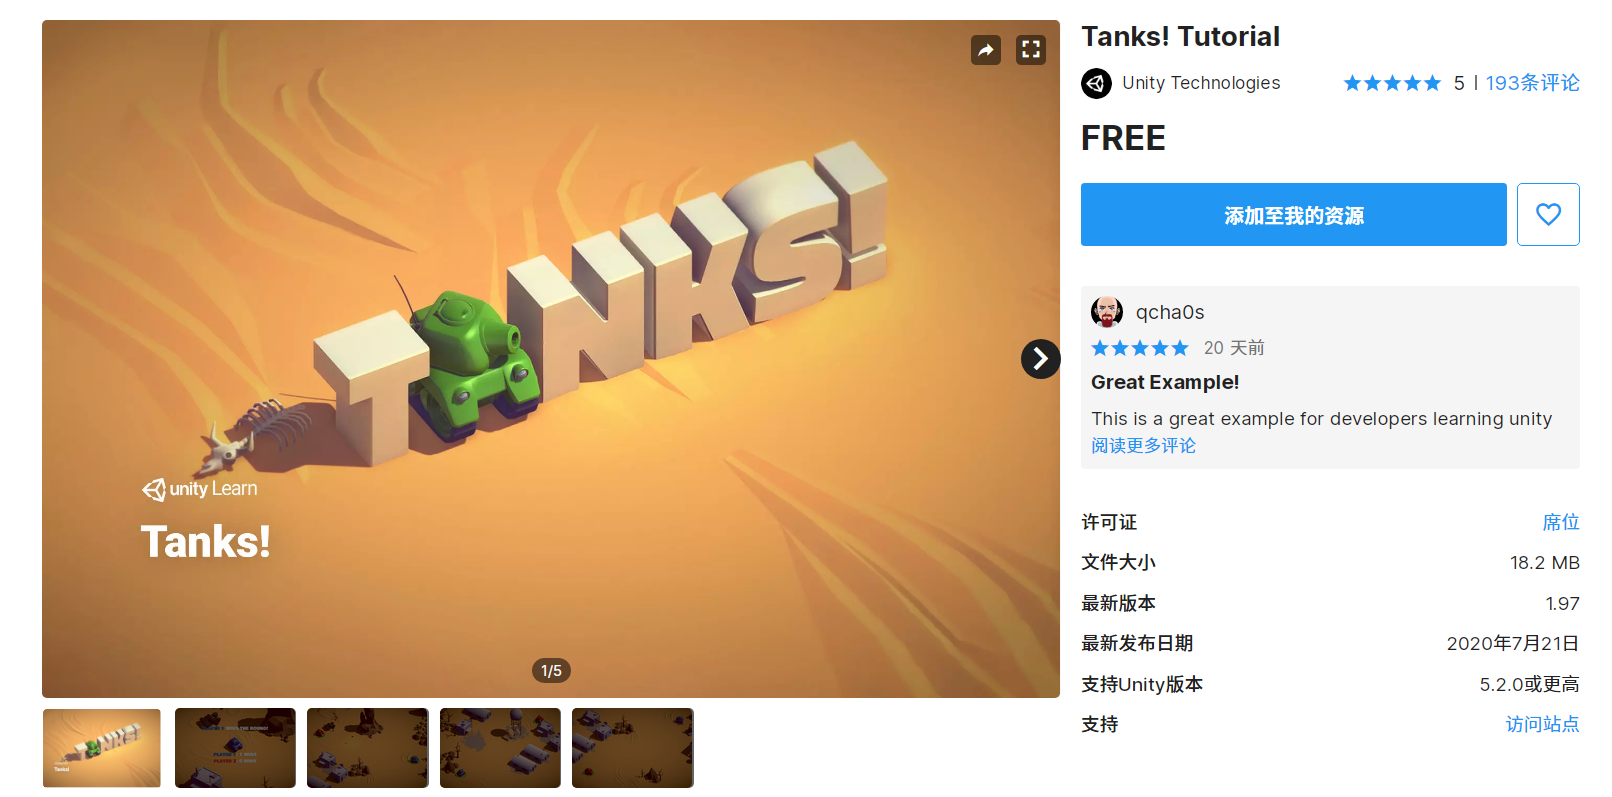 TANKS!
unity Learn
Tanks!
1/5
Tanks! Tutorial
Unity Technologies
5 | 193条评论
FREE
添加至我的资源
qcha0s
20 天前
Great Example!
This is a great example for developers learning unity
阅读更多评论
许可证 席位
文件大小 18.2 MB
最新版本 1.97
最新发布日期 2020年7月21日
支持Unity版本 5.2.0或更高
支持 访问站点